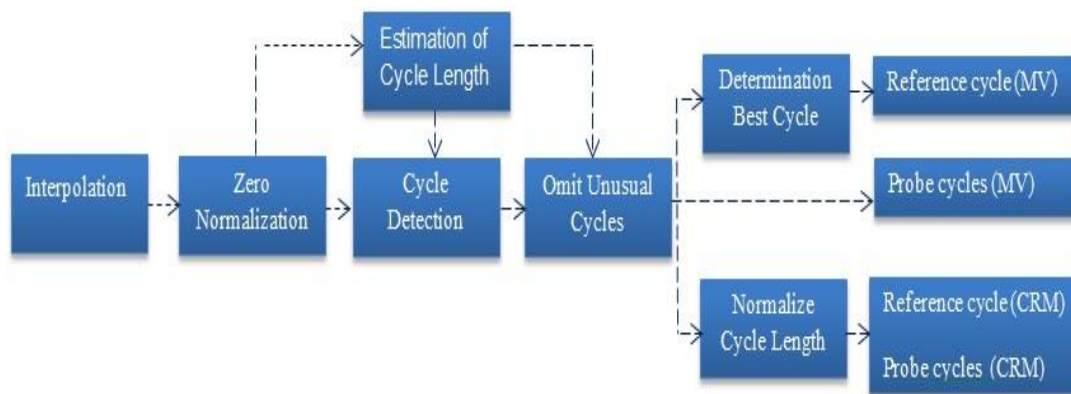 Interpolation
Zero
Normalization
Estimation of
Cycle Length
Cycle
Detection
Omit Unusual
Cycles
Determination
Best Cycle
Reference cycle (MV)
Probe cycles (MV)
Normalize
Cycle Length
Reference cycle (CRM)
Probe cycles (CRM)